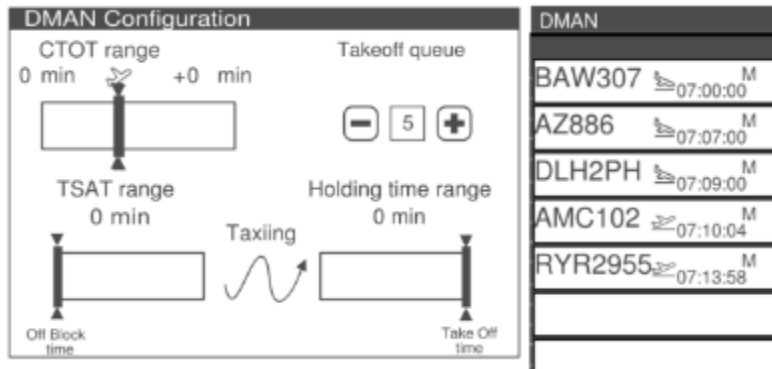 DMAN Configuration
CTOT range
Takeoff queue
0 min
+0 min
5
TSAT range
Holding time range
0 min
0 min
Taxiing
Off Block
time
Take Off
time
DMAN
BAW307 07:00:00 M
AZ886 07:07:00 M
DLH2PH 07:09:00 M
AMC102 07:10:04 M
RYR2955 07:13:58 M